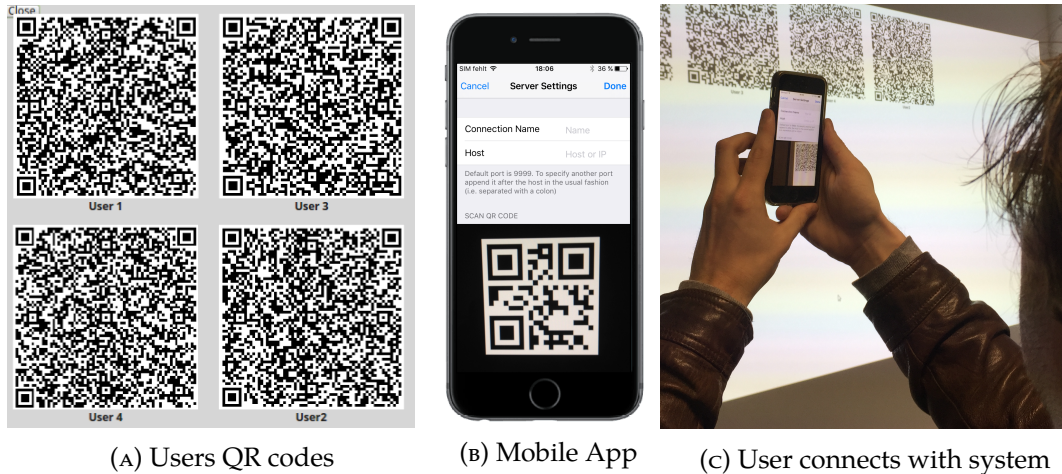 Close
User 1
User 3
User 4
User2
SIM fehlt
18:06
36 %
Cancel
Server Settings
Done
Connection Name
Name
Host
Host or IP
Default port is 9999. To specify another port
append it after the host in the usual fashion
(i.e. separated with a colon)
SCAN QR CODE
Server Settings
(A) Users QR codes
(B) Mobile App
(C) User connects with system